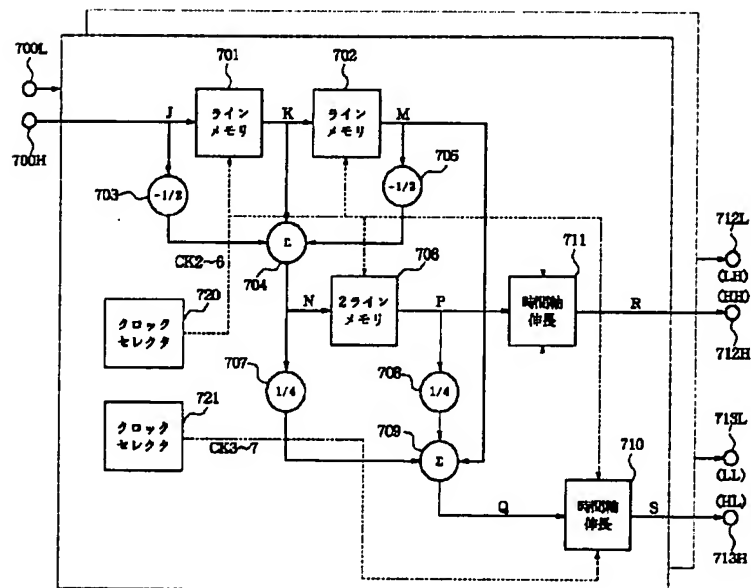 700L
700H
701
702
J
ライン
メモリ
K
ライン
メモリ
M
703
-1/2
705
-1/2
Σ
704
CK2~6
706
711
712L
(LH)
(HH)
712H
720
クロック
セレクタ
N
2ライン
メモリ
P
時間軸
伸長
R
707
1/4
708
1/4
721
クロック
セレクタ
CK3~7
709
Σ
710
713L
(LL)
(HL)
Q
時間軸
伸長
S
713H